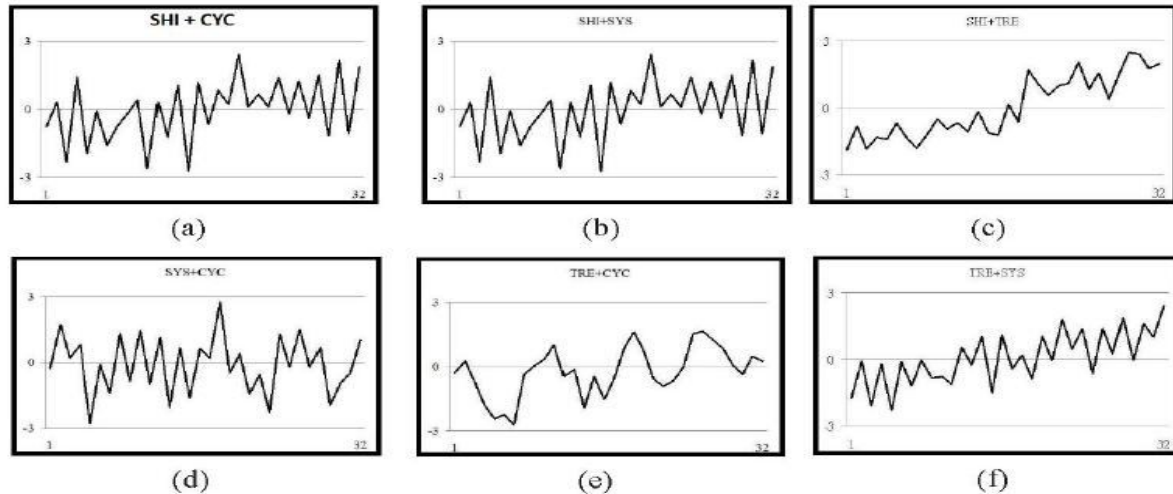 SHI + CYC
3
0
-3
1 32
(a)
SHI+SYS
3
0
-3
1 32
(b)
SHI+TRE
3
0
-3
1 32
(c)
SYS+CYC
3
0
-3
1 32
(d)
TRE+CYC
3
0
-3
1 32
(e)
TRE+SYS
3
0
-3
1 32
(f)